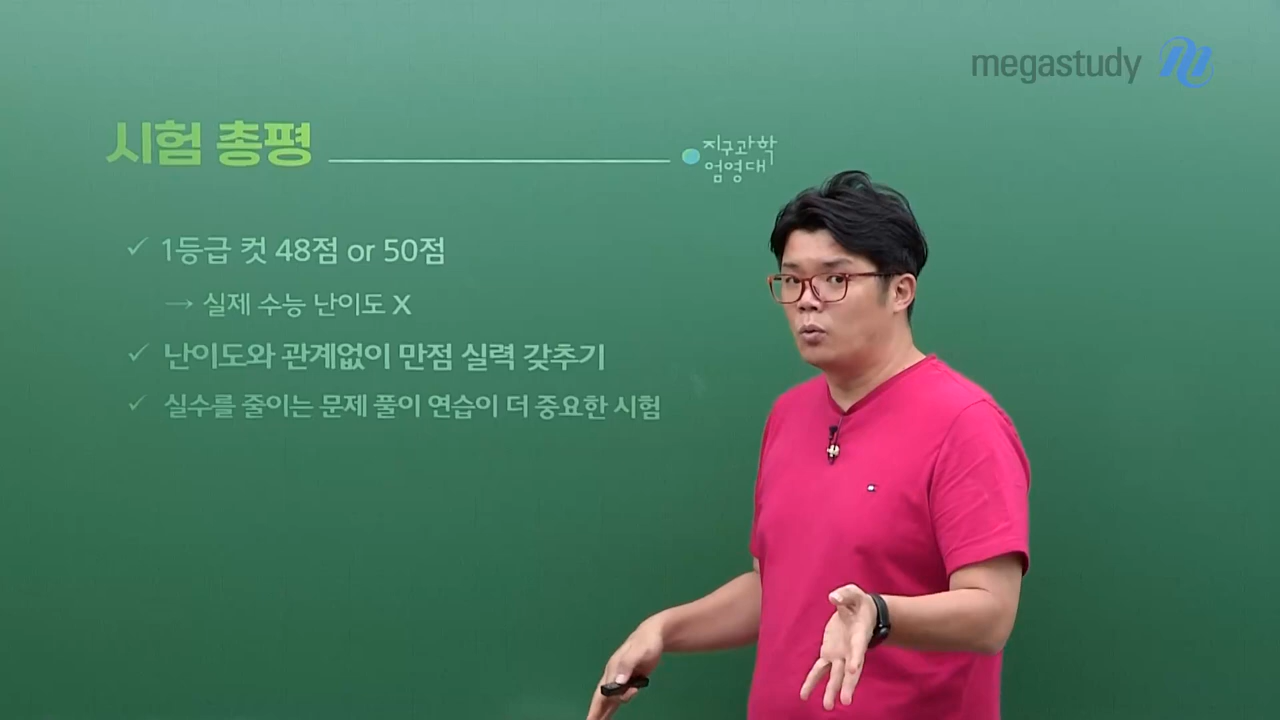 megastudy
시험 총평
지구과학
엄영대
✓ 1등급 컷 48점 or 50점
→ 실제 수능 난이도 X
✓ 난이도와 관계없이 만점 실력 갖추기
✓ 실수를 줄이는 문제 풀이 연습이 더 중요한 시험